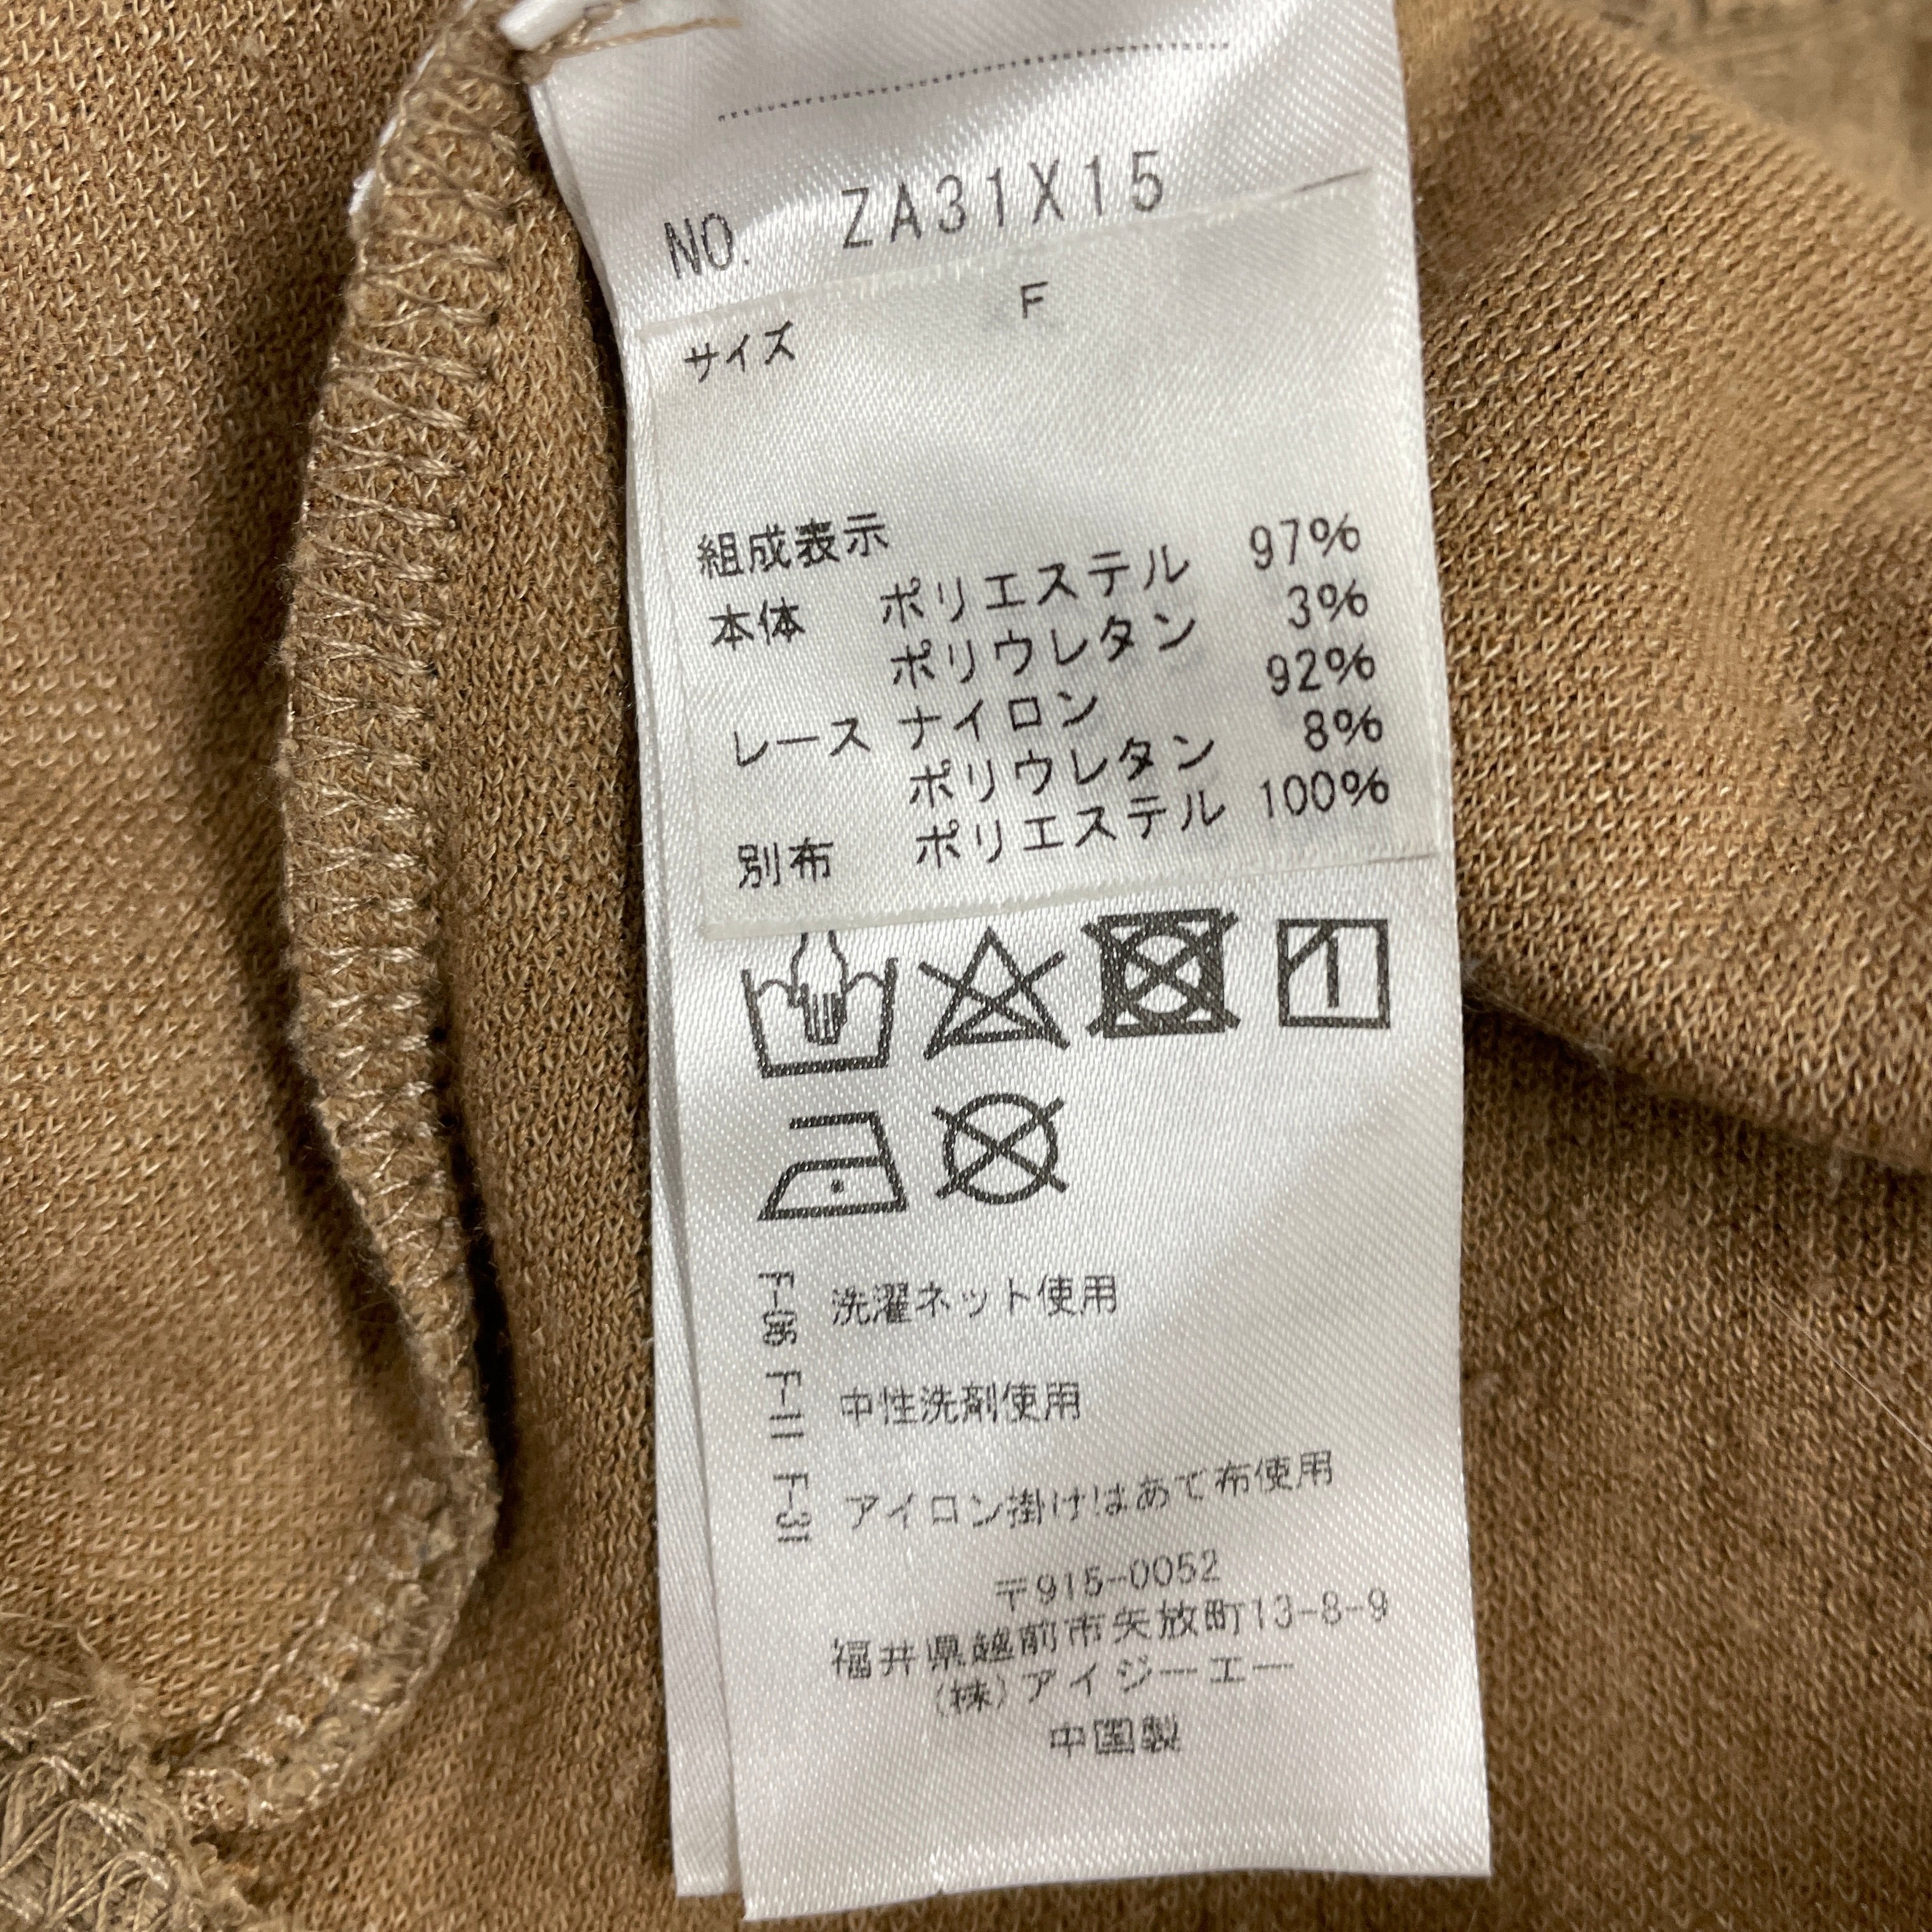 NO. ZA31X15
サイズ F
組成表示
本体 ポリエステル 97%
ポリウレタン 3%
レース ナイロン 92%
ポリウレタン 8%
別布 ポリエステル 100%
F-06 洗濯ネット使用
F-11 中性洗剤使用
F-31 アイロン掛けはあて布使用
〒915-0052
福井県越前市矢放町13-8-9
(株)アイジーエー
中国製